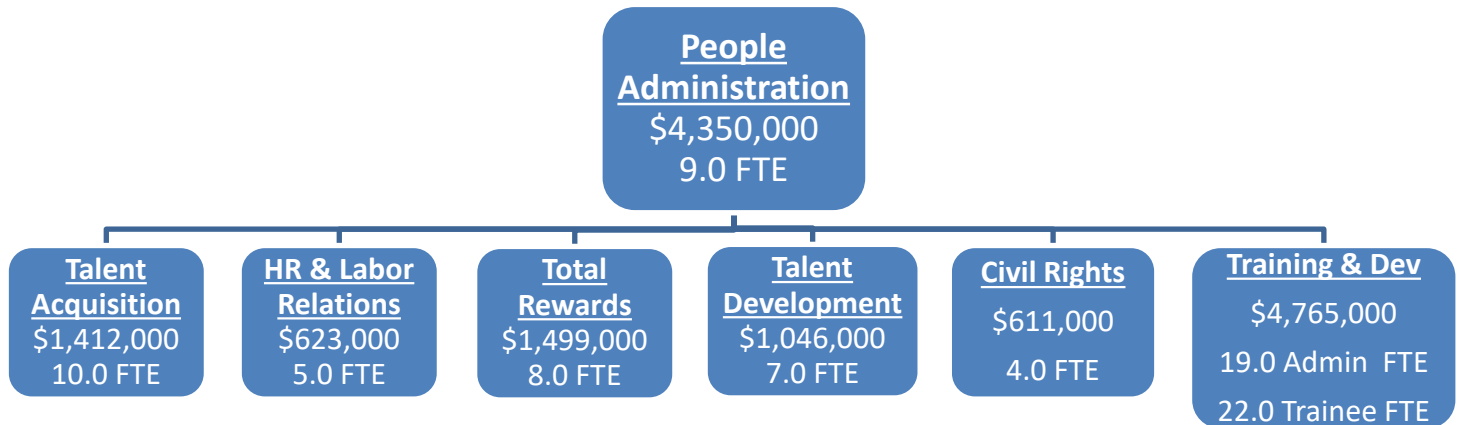 People
Administration
$4,350,000
9.0 FTE
Talent
Acquisition
$1,412,000
10.0 FTE
HR & Labor
Relations
$623,000
5.0 FTE
Total
Rewards
$1,499,000
8.0 FTE
Talent
Development
$1,046,000
7.0 FTE
Civil Rights
$611,000
4.0 FTE
Training & Dev
$4,765,000
19.0 Admin FTE
22.0 Trainee FTE